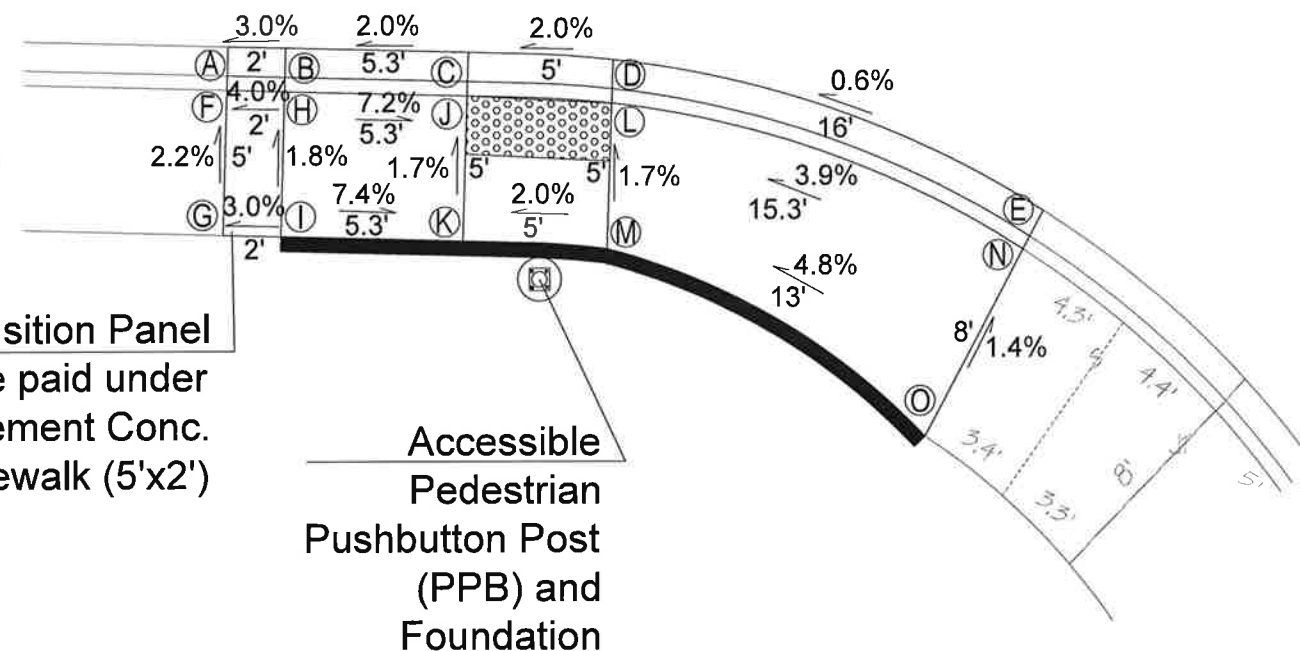 3.0% 2.0% 2.0%
A 2' B 5.3' C 5' D 0.6%
16'
F 4.0% H 7.2% J L
2' 5.3'
2.2% 5' 1.8% 1.7% 5' 5' 1.7% 3.9%
15.3' E
G 3.0% I 7.4% K 2.0% M N
2' 5.3' 5' 4.8%
13'
8' 1.4%
O
4.3'
4.4'
3.4'
3.3'
8'
5'
sition Panel
e paid under
ement Conc.
ewalk (5'x2')
Accessible
Pedestrian
Pushbutton Post
(PPB) and
Foundation